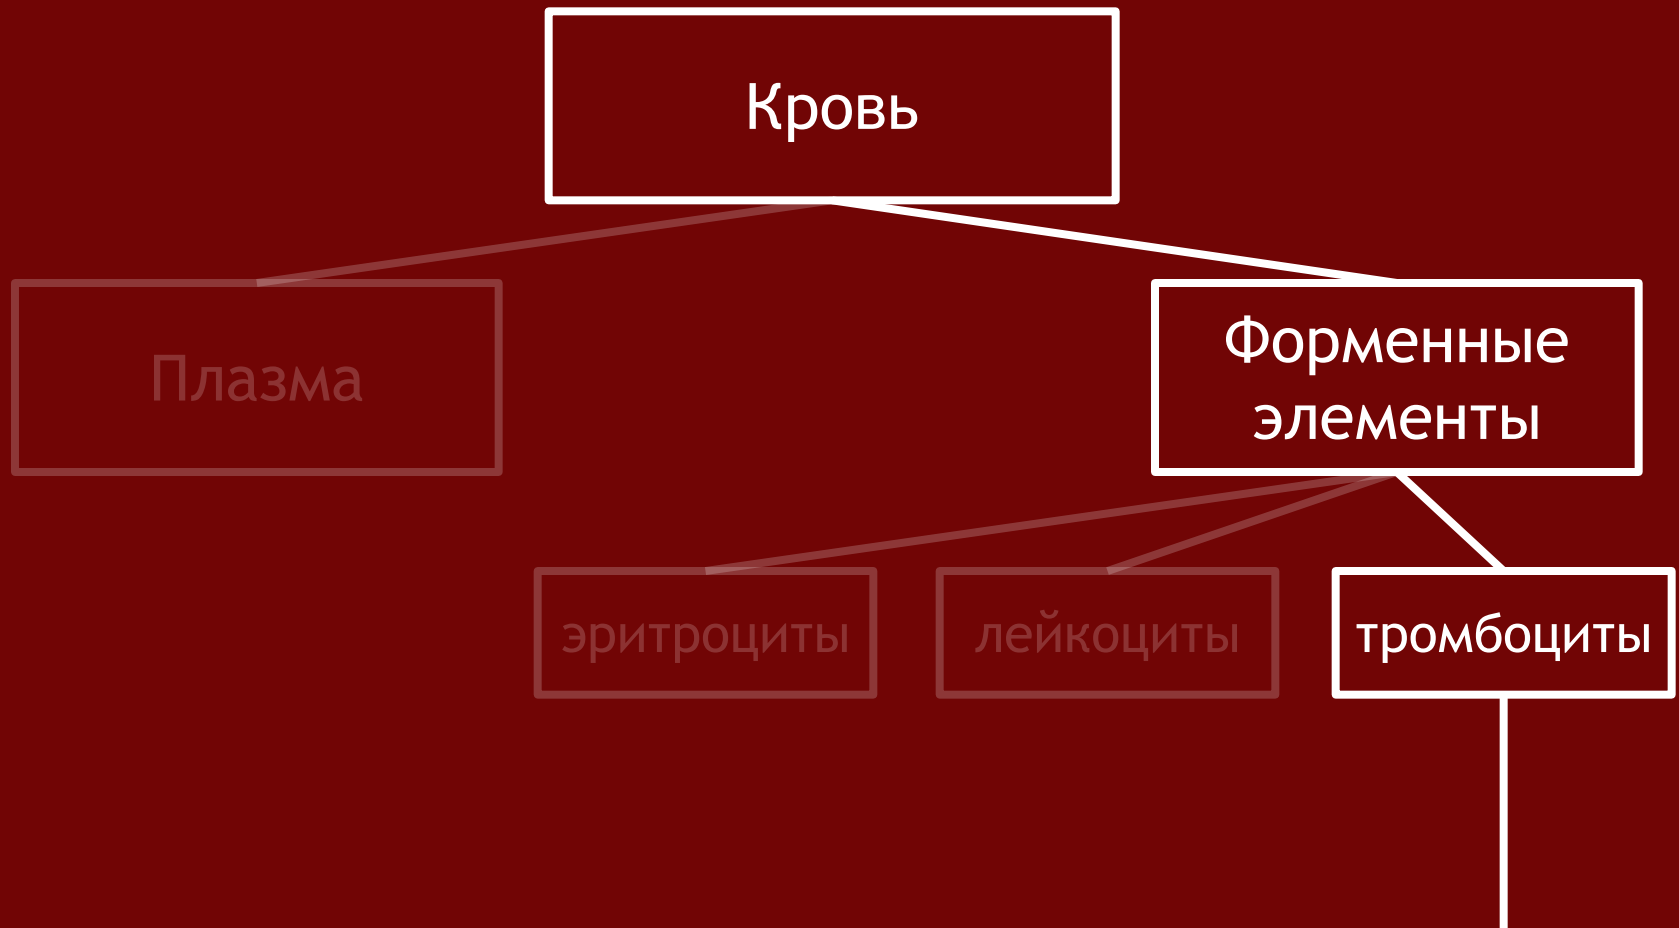 Кровь
Плазма
Форменные
элементы
эритроциты
лейкоциты
тромбоциты